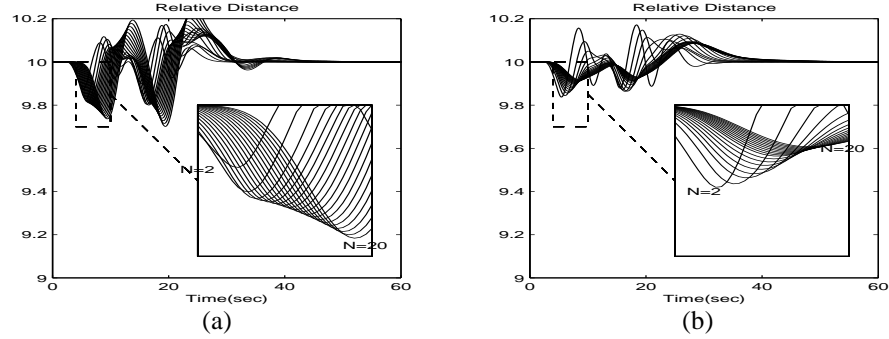 Relative Distance
10.2
10
9.8
9.6
9.4
9.2
9
N=2
N=20
0 20 40 60
Time(sec)
(a)
Relative Distance
10.2
10
9.8
9.6
9.4
9.2
9
N=20
N=2
0 20 40 60
Time(sec)
(b)